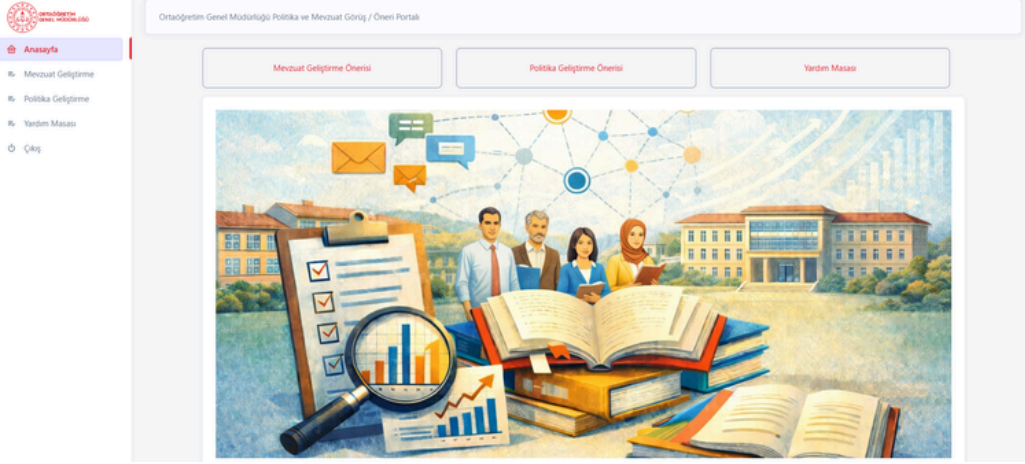 ORTAÖĞRETİM
GENEL MÜDÜRLÜĞÜ
Anasayfa
Mevzuat Geliştirme
Politika Geliştirme
Yardım Masası
Çıkış
Ortaöğretim Genel Müdürlüğü Politika ve Mevzuat Görüş / Öneri Portalı
Mevzuat Geliştirme Önerisi
Politika Geliştirme Önerisi
Yardım Masası